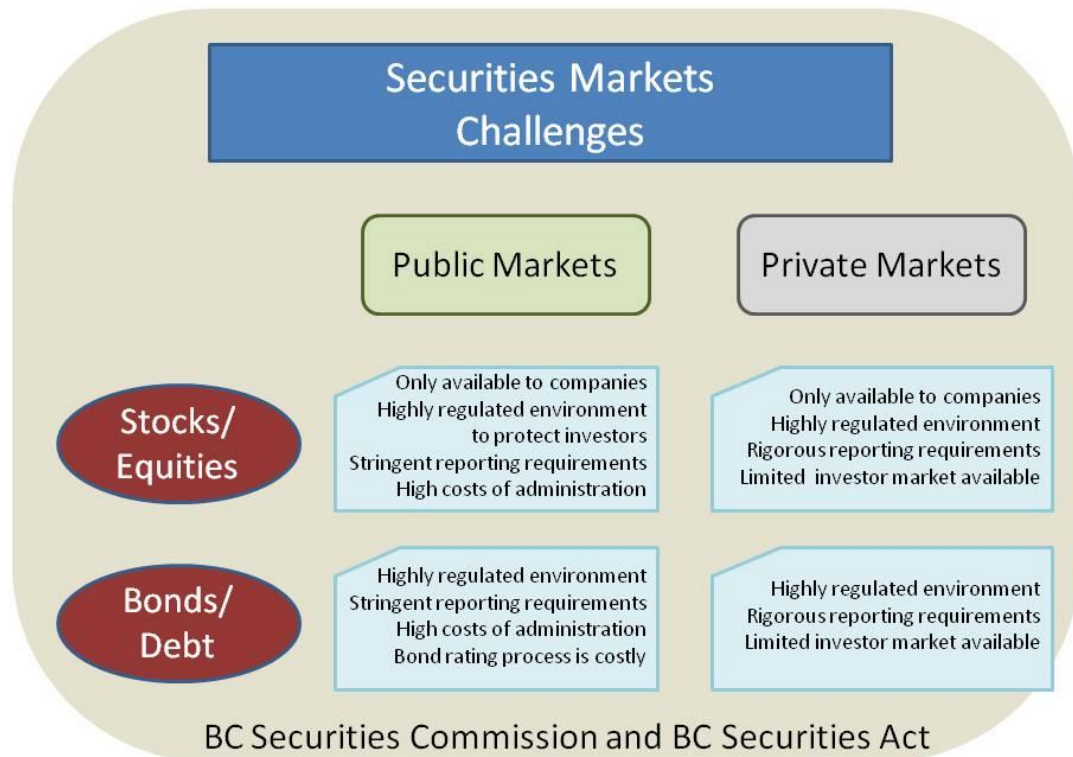 Securities Markets
Challenges
Public Markets
Private Markets
Stocks/
Equities
Only available to companies
Highly regulated environment
to protect investors
Stringent reporting requirements
High costs of administration
Only available to companies
Highly regulated environment
Rigorous reporting requirements
Limited investor market available
Bonds/
Debt
Highly regulated environment
Stringent reporting requirements
High costs of administration
Bond rating process is costly
Highly regulated environment
Rigorous reporting requirements
Limited investor market available
BC Securities Commission and BC Securities Act